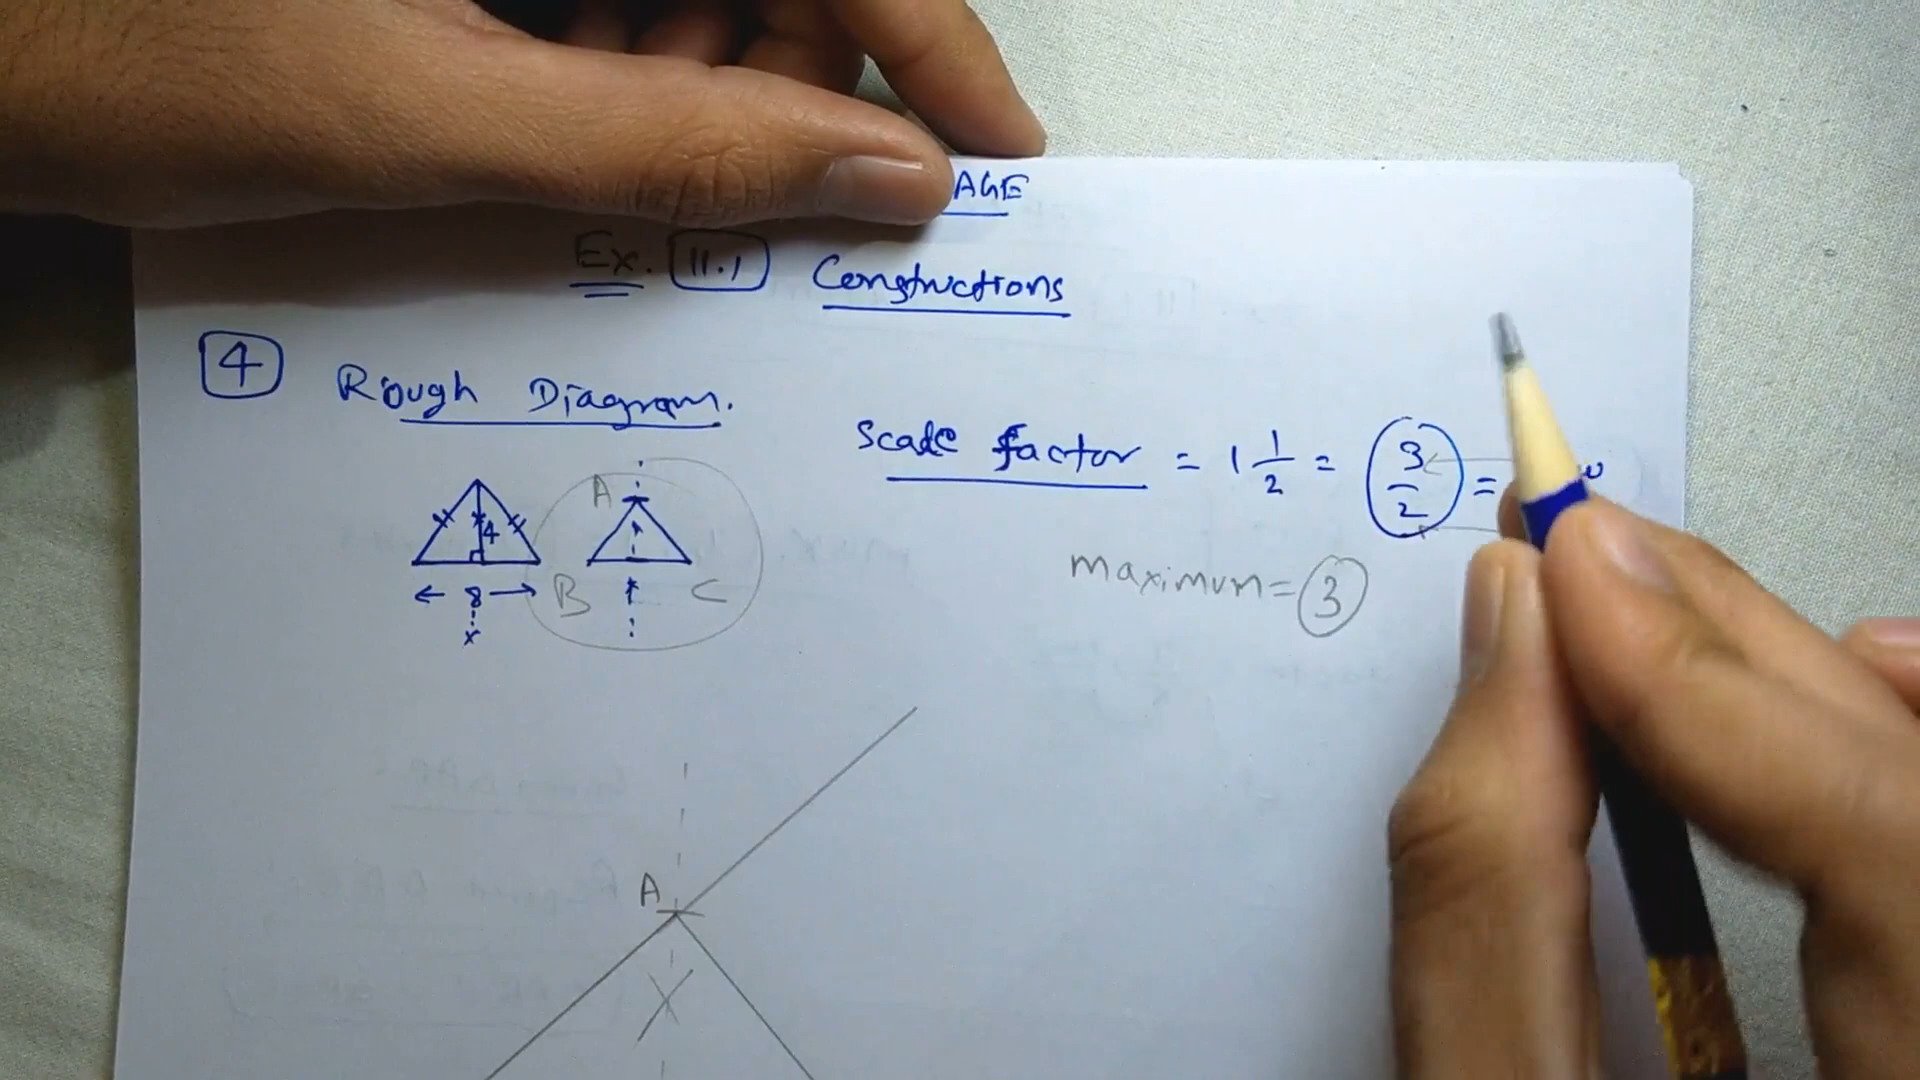 AGE
Ex. 11.1 Constructions
4 Rough Diagram.
Scale factor = 1 1/2 = 3/2 =
maximum = 3
A
4
B C
8
x
A